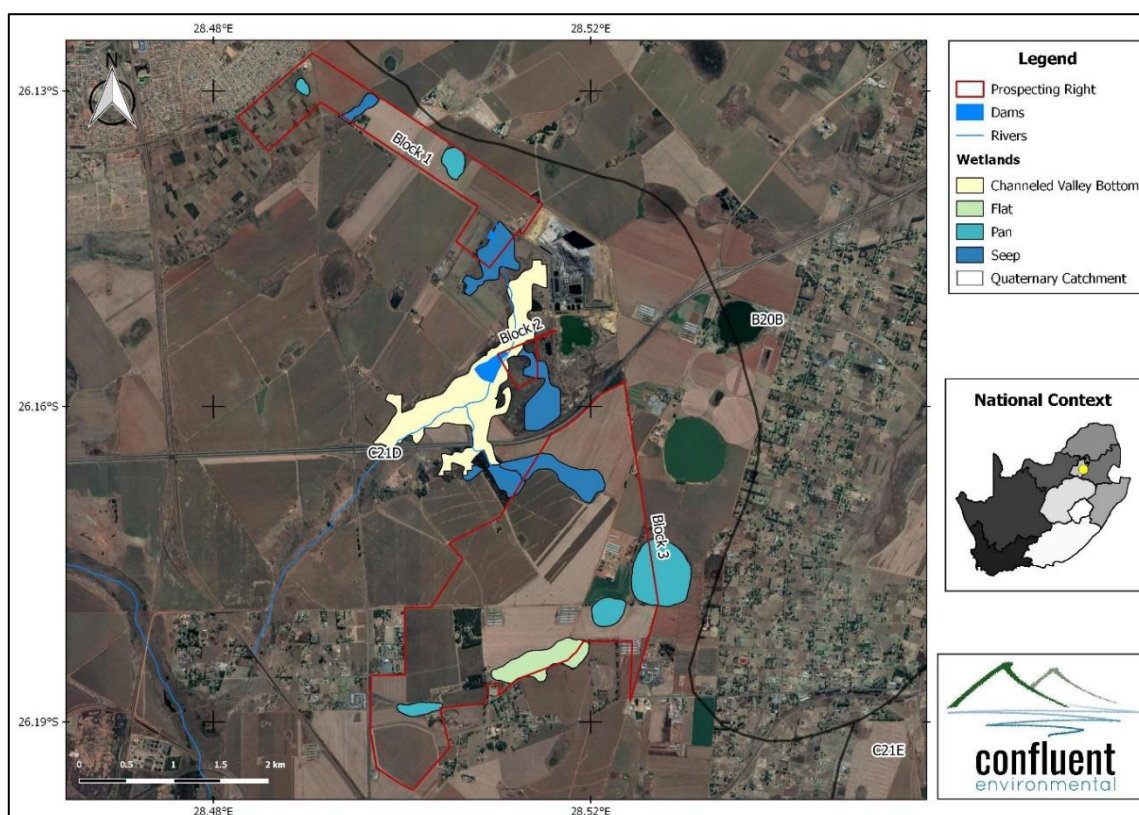 28.48°E
28.52°E
N
26.13°S
26.16°S
26.19°S
Block 1
Block 2
Block 3
B20B
C21D
C21E
0
0.5
1
1.5
2 km
28.48°E
28.52°E
Legend
Prospecting Right
Dams
Rivers
Wetlands
Channeled Valley Bottom
Flat
Pan
Seep
Quaternary Catchment
National Context
confluent
environmental